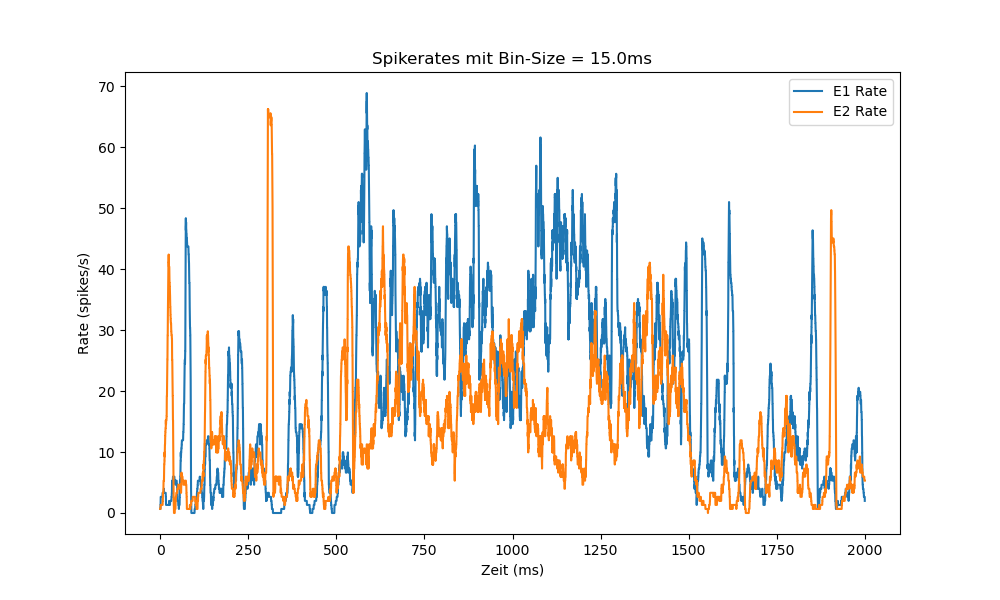 Spikerates mit Bin-Size = 15.0ms
E1 Rate
E2 Rate
70
60
50
40
30
20
10
0
Rate (spikes/s)
0 250 500 750 1000 1250 1500 1750 2000
Zeit (ms)